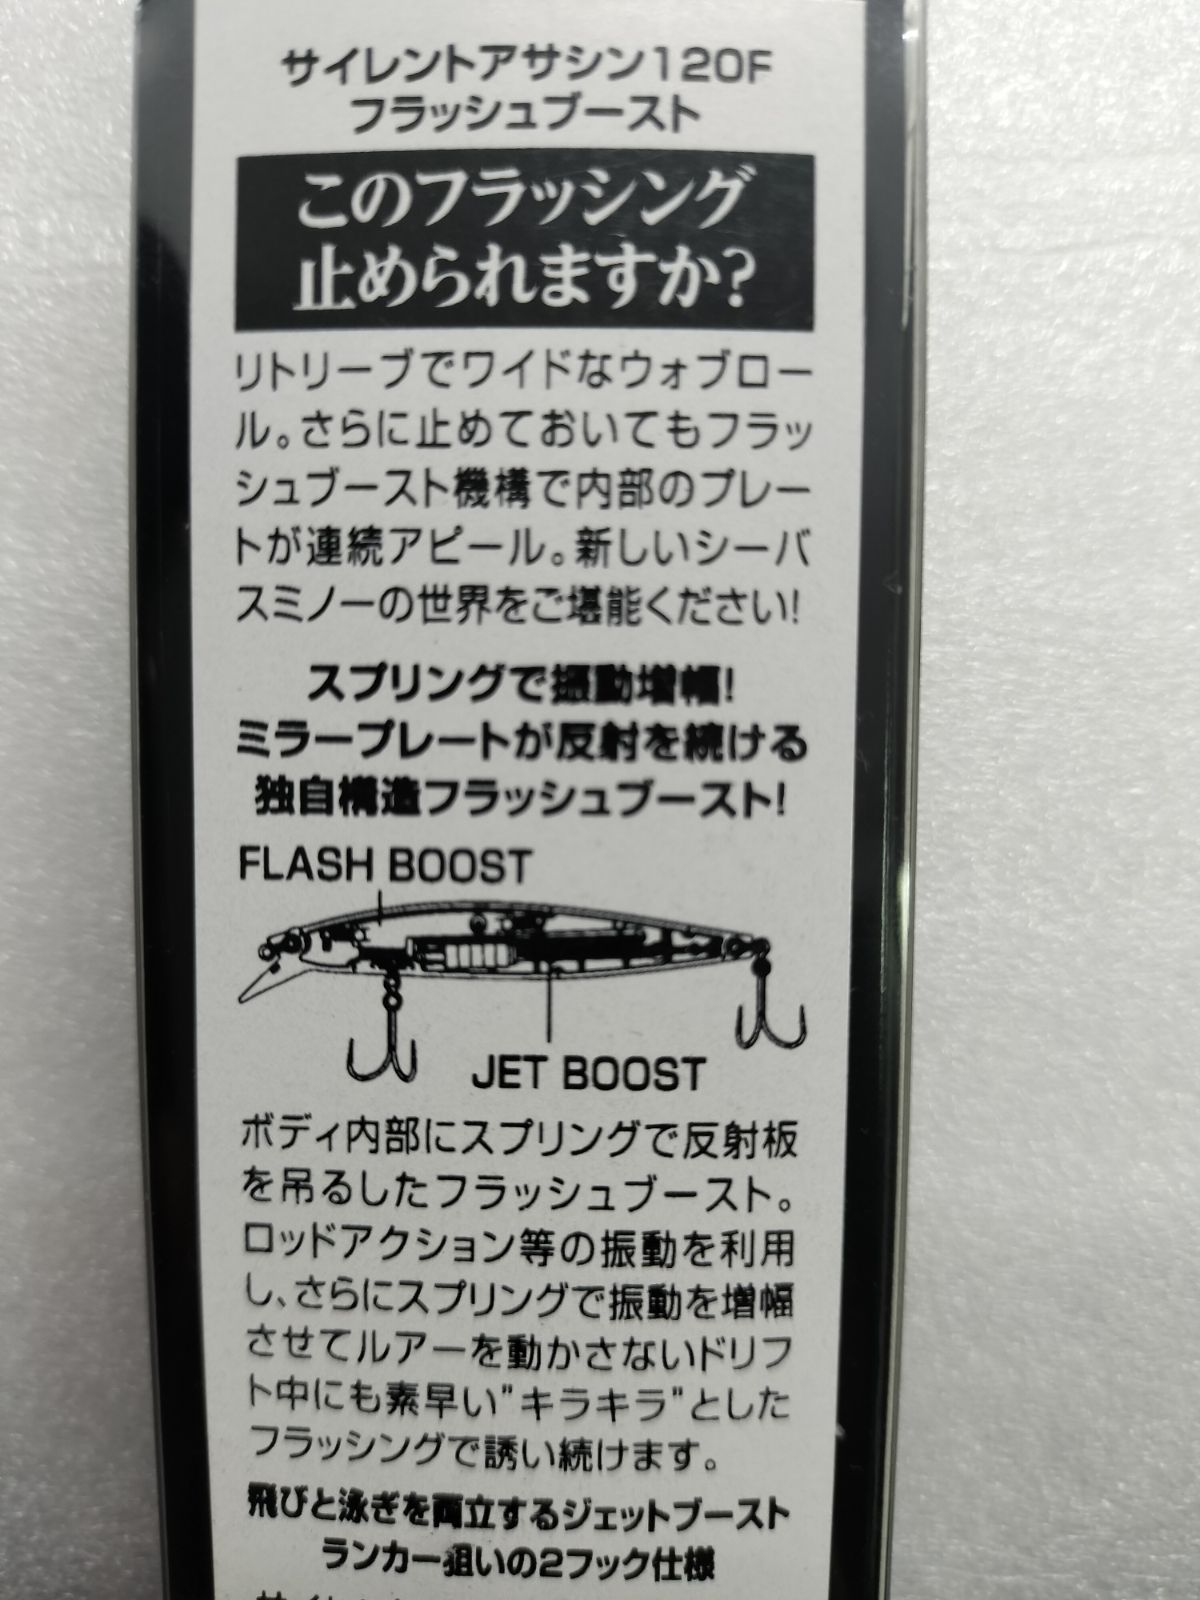 サイレントアサシン120F
フラッシュブースト
このフラッシング
止められますか?
リトリーブでワイドなウォブロー
ル。さらに止めておいてもフラッ
シュブースト機構で内部のプレー
トが連続アピール。新しいシーバ
スミノーの世界をご堪能ください!
スプリングで振動増幅!
ミラープレートが反射を続ける
独自構造フラッシュブースト!
FLASH BOOST
JET BOOST
ボディ内部にスプリングで反射板
を吊るしたフラッシュブースト。
ロッドアクション等の振動を利用
し、さらにスプリングで振動を増幅
させてルアーを動かさないドリフ
ト中にも素早い"キラキラ"とした
フラッシングで誘い続けます。
飛びと泳ぎを両立するジェットブースト
ランカー狙いの2フック仕様